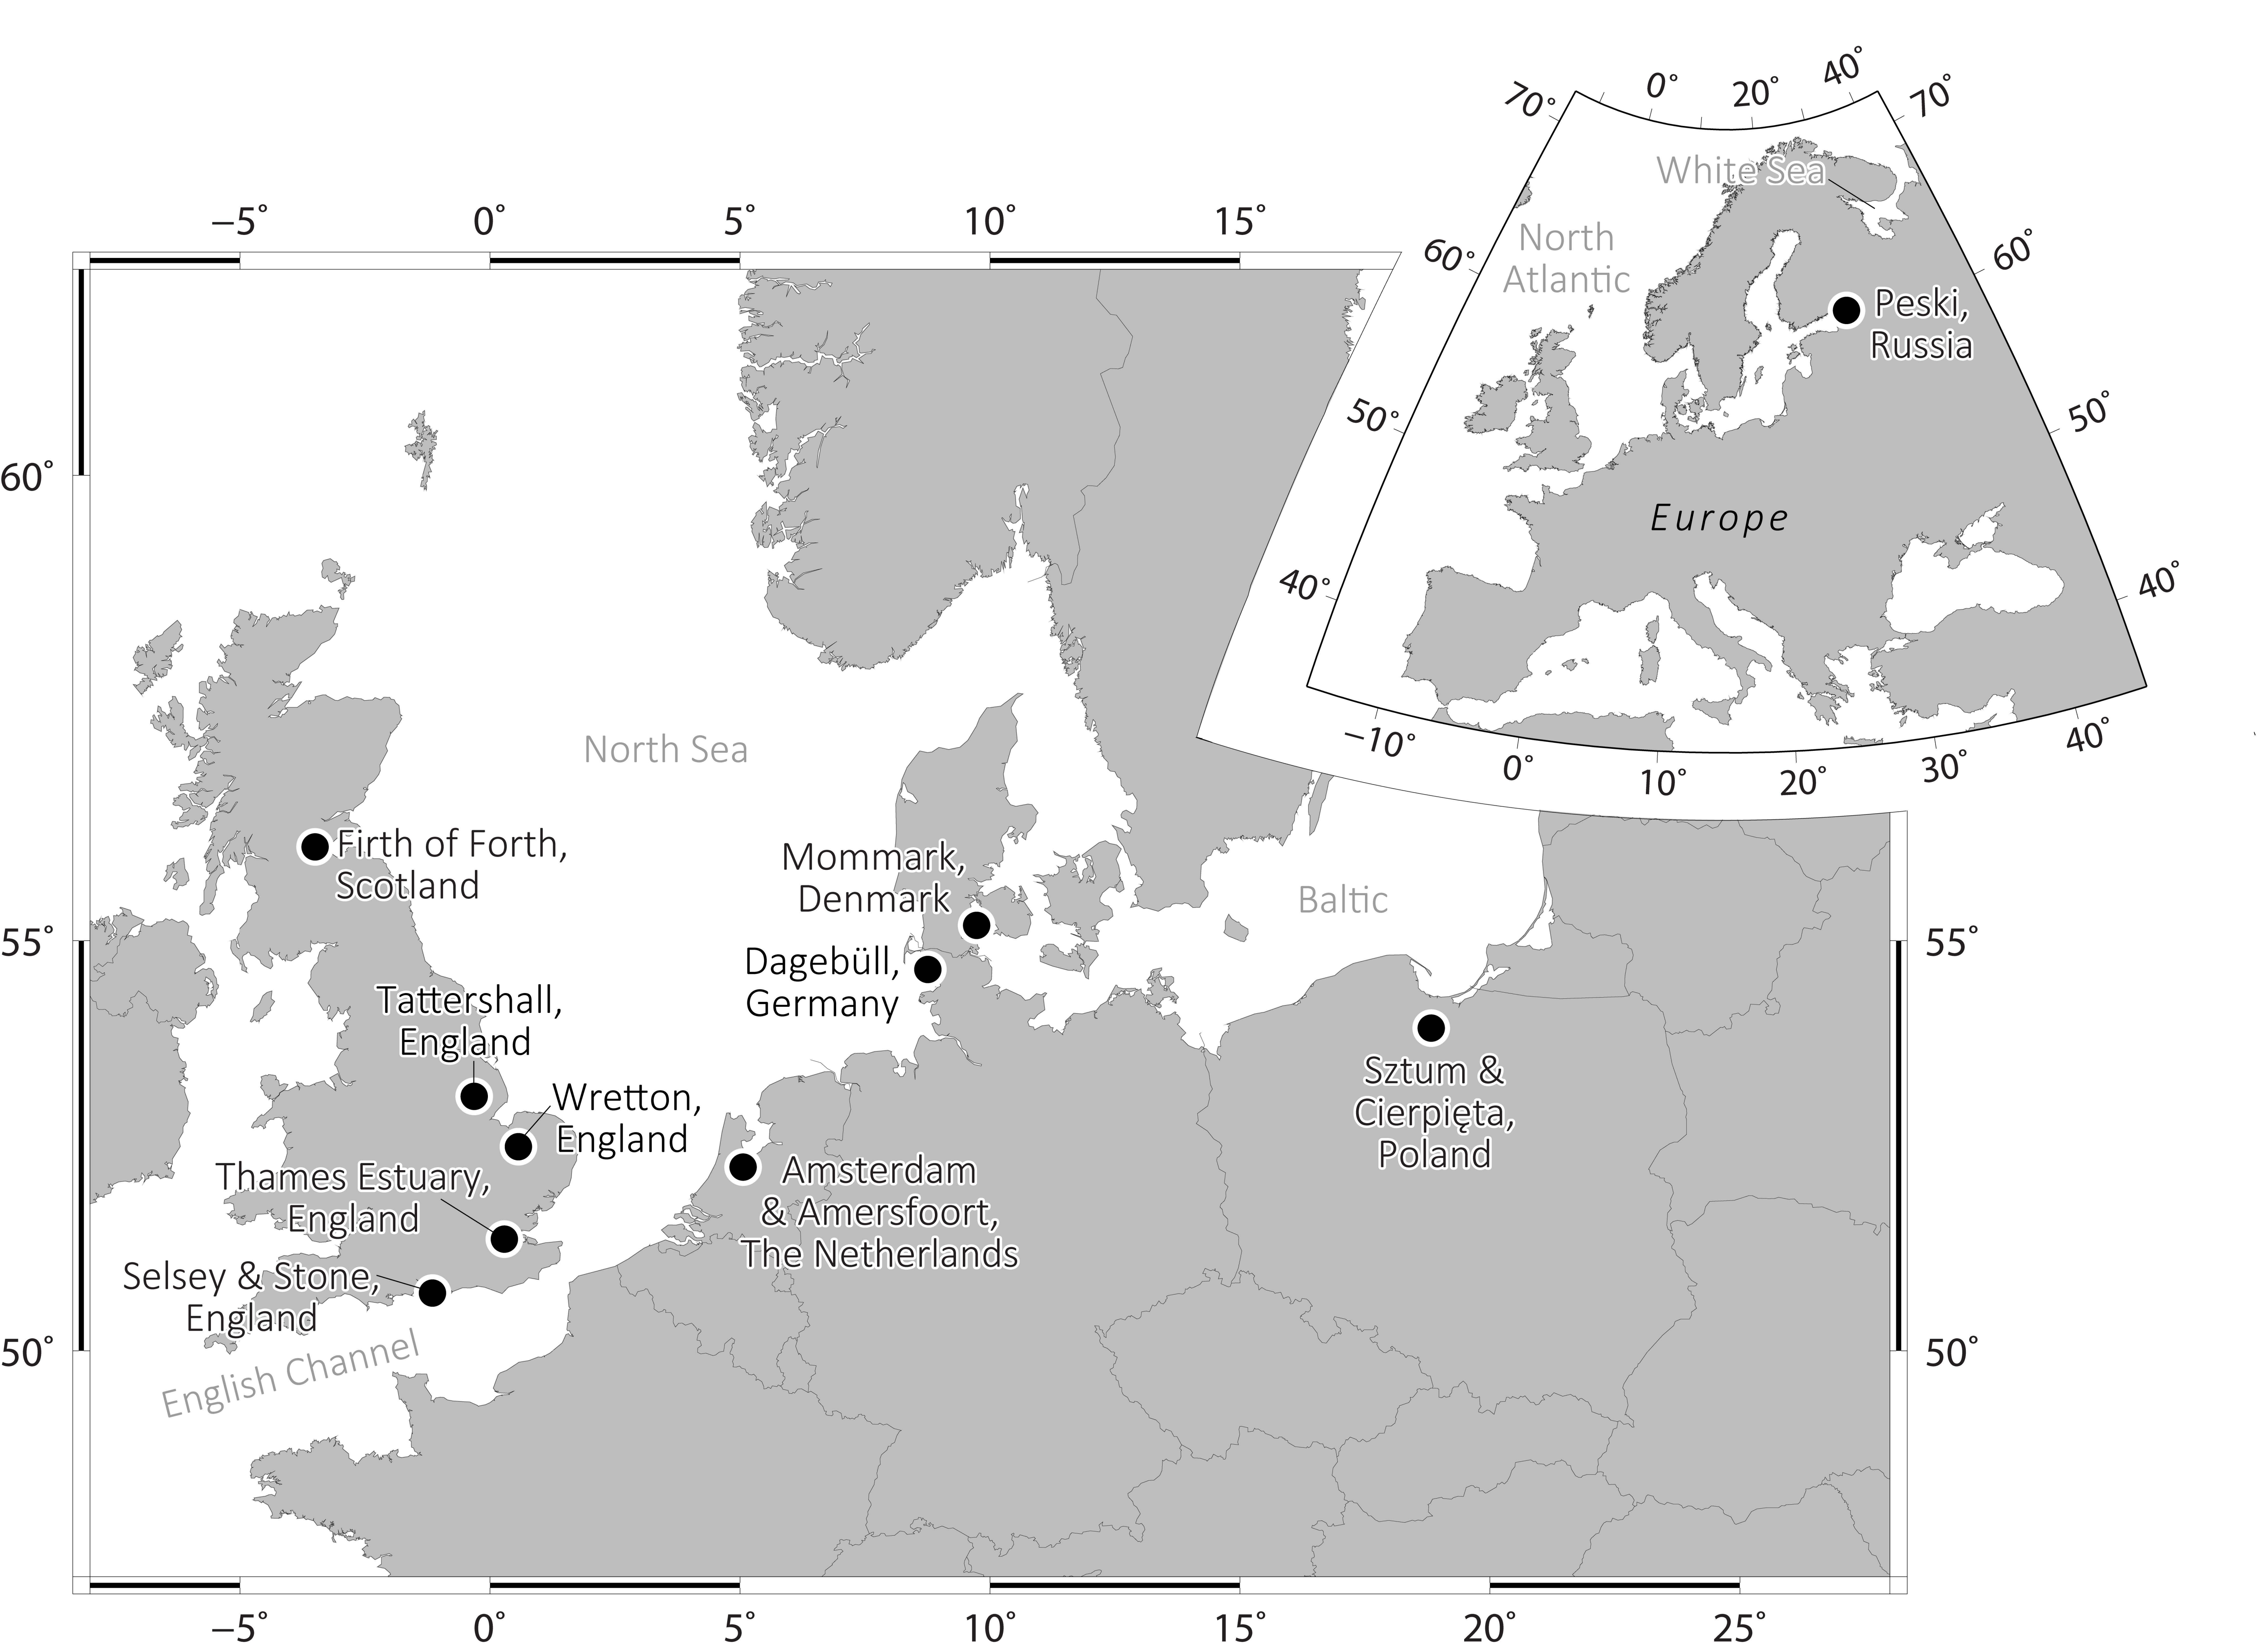 0°
20°
40°
70°
70°
White Sea
North
Atlantic
60°
60°
Peski,
Russia
50°
50°
Europe
40°
40°
−10°
0°
10°
20°
30°
40°
−5°
0°
5°
10°
15°
60°
North Sea
Firth of Forth,
Scotland
Mommark,
Denmark
Baltic
55°
55°
Dagebüll,
Germany
Tattershall,
England
Sztum &
Cierpięta,
Poland
Wretton,
England
Thames Estuary,
England
Amsterdam
& Amersfoort,
The Netherlands
Selsey & Stone,
England
50°
50°
English Channel
−5°
0°
5°
10°
15°
20°
25°